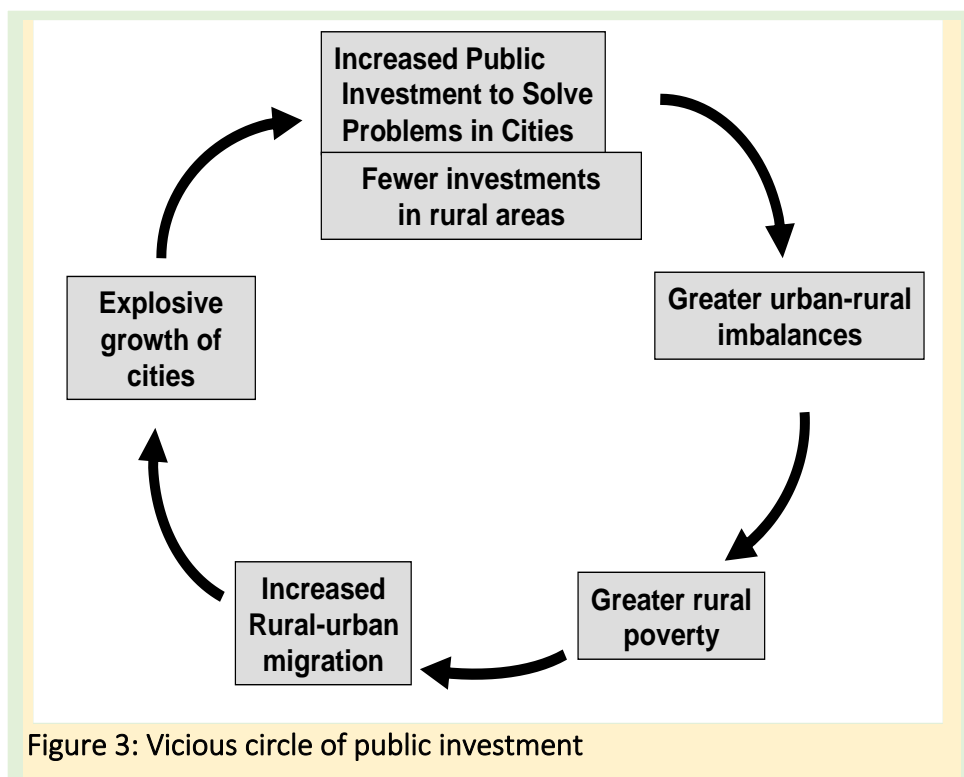 Increased Public
Investment to Solve
Problems in Cities
Fewer investments
in rural areas
Greater urban-rural
imbalances
Greater rural
poverty
Increased
Rural-urban
migration
Explosive
growth of
cities
Figure 3: Vicious circle of public investment